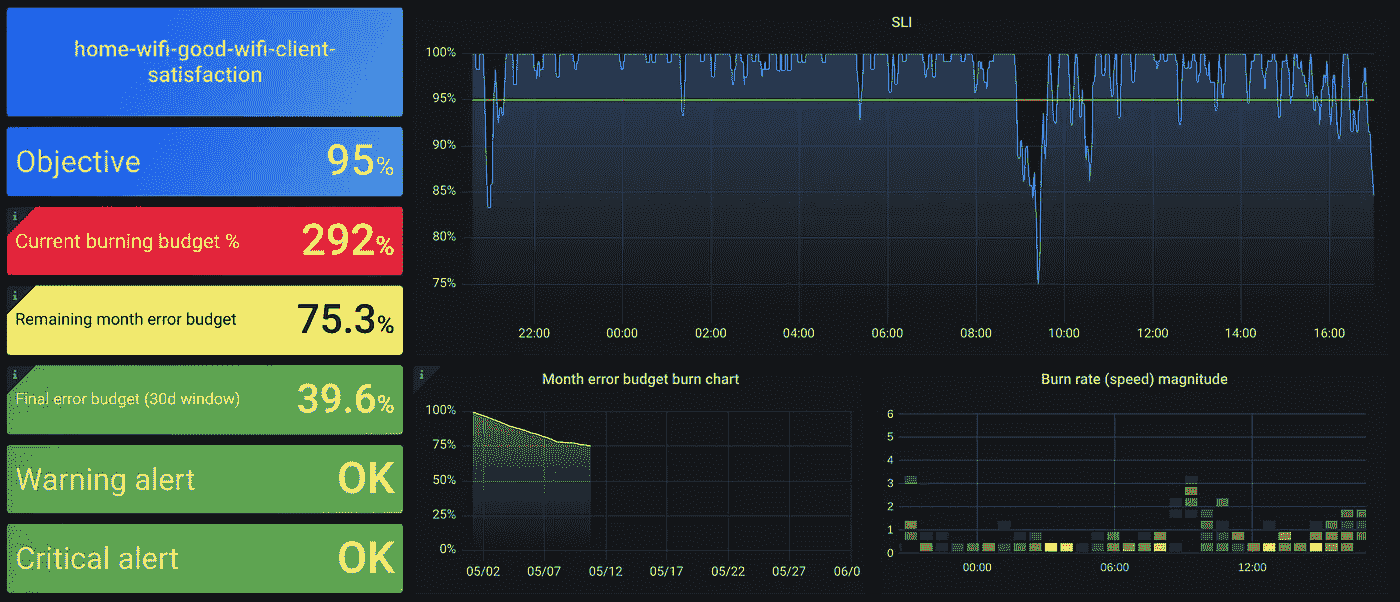 home-wifi-good-wifi-client-
satisfaction
Objective 95%
i
Current burning budget % 292%
i
Remaining month error budget 75.3%
i
Final error budget (30d window) 39.6%
Warning alert OK
Critical alert OK
SLI
100%
95%
90%
85%
80%
75%
22:00 00:00 02:00 04:00 06:00 08:00 10:00 12:00 14:00 16:00
i
Month error budget burn chart
100%
75%
50%
25%
0%
05/02 05/07 05/12 05/17 05/22 05/27 06/0
Burn rate (speed) magnitude
6
5
4
3
2
1
0
00:00 06:00 12:00